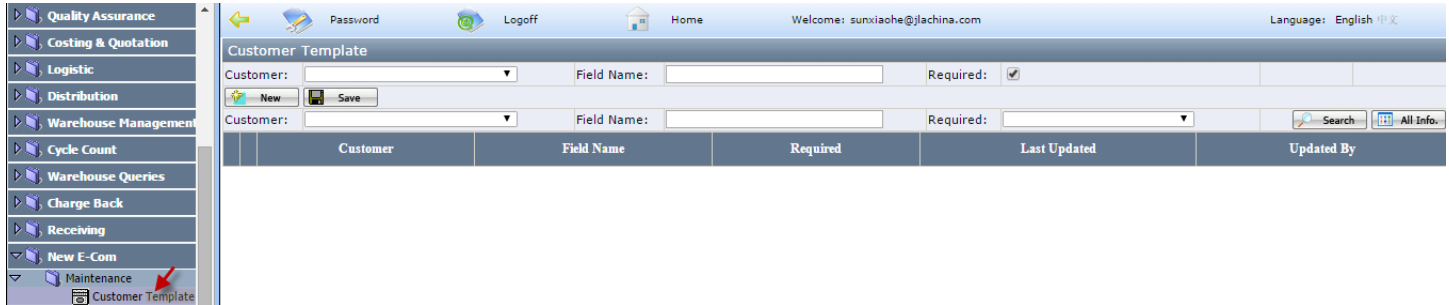 Quality Assurance
Costing & Quotation
Logistic
Distribution
Warehouse Management
Cycle Count
Warehouse Queries
Charge Back
Receiving
New E-Com
Maintenance
Customer Template
Password Logoff Home Welcome: sunxiaohe@jlachina.com Language: English 中文
Customer Template
Customer: Field Name: Required:
New Save
Customer: Field Name: Required: Search All Info.
Customer Field Name Required Last Updated Updated By